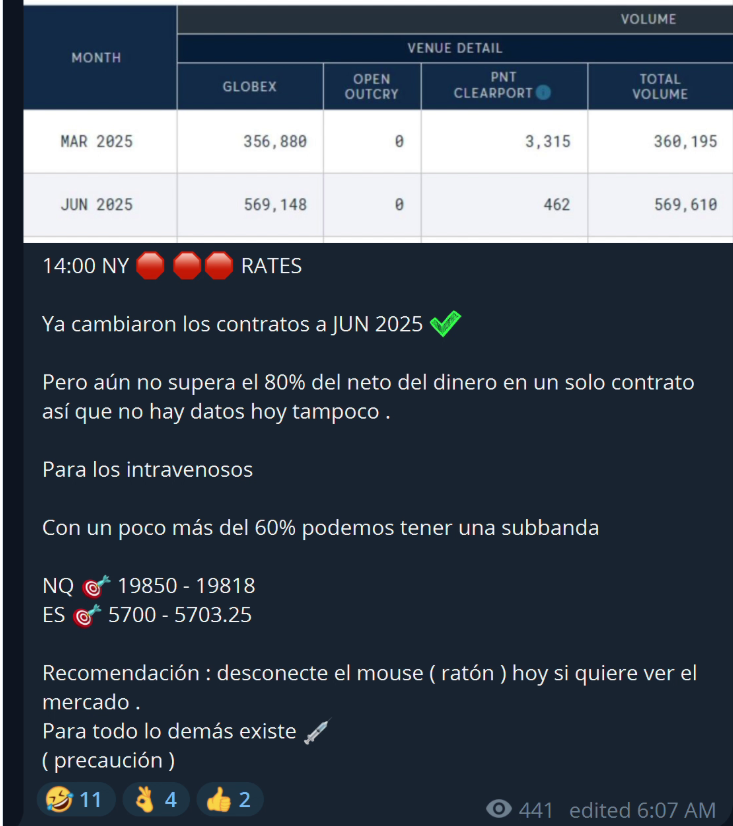 VOLUME
MONTH
VENUE DETAIL
GLOBEX
OPEN OUTCRY
PNT CLEARPORT
TOTAL VOLUME
MAR 2025 356,880 0 3,315 360,195
JUN 2025 569,148 0 462 569,610
14:00 NY 🛑 🛑🛑 RATES
Ya cambiaron los contratos a JUN 2025
Pero aún no supera el 80% del neto del dinero en un solo contrato
así que no hay datos hoy tampoco .
Para los intravenosos
Con un poco más del 60% podemos tener una subbanda
NQ 🎯 19850 - 19818
ES 🎯 5700 - 5703.25
Recomendación : desconecte el mouse ( ratón ) hoy si quiere ver el
mercado .
Para todo lo demás existe 💉
( precaución )
🤣 11 👌 4 👍 2
441 edited 6:07 AM